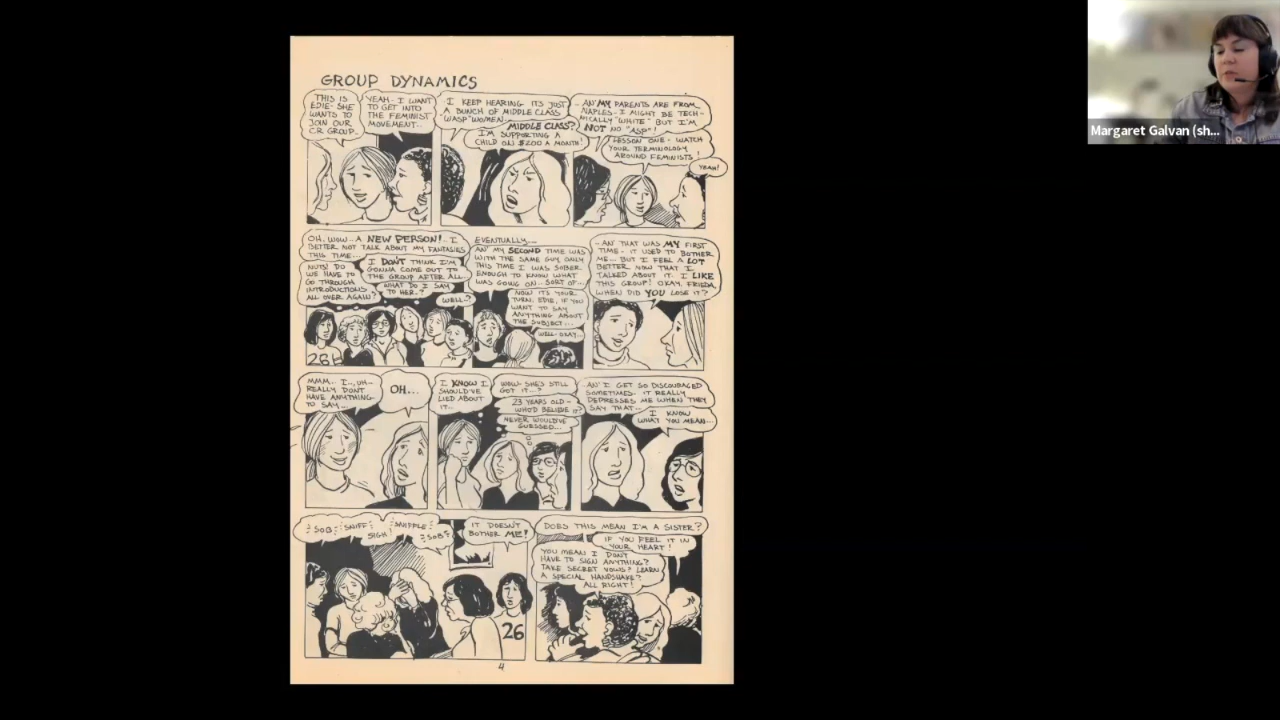 GROUP DYNAMICS
THIS IS
EDIE- SHE
WANTS TO
JOIN OUR
C.R. GROUP.
YEAH- I WANT
TO GET INTO
THE FEMINIST
MOVEMENT...
I KEEP HEARING ITS JUST
A BUNCH OF MIDDLE CLASS
"WASP" WOMEN.
MIDDLE CLASS?
I'M SUPPORTING A
CHILD ON $200 A MONTH!
-AN' MY PARENTS ARE FROM
NAPLES- I MIGHT BE TECH-
NICALLY "WHITE" BUT I'M
NOT NO "ASP"!
LESSON ONE- WATCH
YOUR TERMINOLOGY
AROUND FEMINISTS!
YEAH!
OH, WOW-- A NEW PERSON!- I
BETTER NOT TALK ABOUT MY FANTASIES
THIS TIME...
NUTS! DO
WE HAVE TO
GO THROUGH
INTRODUCTIONS
ALL OVER AGAIN?
I DON'T THINK I'M
GONNA COME OUT TO
THE GROUP AFTER ALL..
WHAT DO I SAY
TO HER-?
WELL-?
286
EVENTUALLY...
AN' MY SECOND TIME WAS
WITH THE SAME GUY, ONLY
THIS TIME I WAS SOBER
ENOUGH TO KNOW WHAT
WAS GOING ON.. SORT OF...
NOW IT'S YOUR
TURN, EDIE, IF YOU
WANT TO SAY
ANYTHING ABOUT
THE SUBJECT...
WELL- OKAY...
-AN' THAT WAS MY FIRST
TIME- IT USED TO BOTHER
ME... BUT I FEEL A LOT
BETTER NOW THAT I
TALKED ABOUT IT. I LIKE
THIS GROUP! OKAY, FRIEDA,
WHEN DID YOU LOSE IT?
MMM.. I.., UH-
REALLY DON'T
HAVE ANYTHING
TO SAY...
OH...
I KNOW I
SHOULD'VE
LIED ABOUT
IT..
WOW- SHE'S STILL
GOT IT...?
23 YEARS OLD-
WHO'D BELIEVE IT?
NEVER WOULD'VE
GUESSED...
AN' I GET SO DISCOURAGED
SOMETIMES. IT REALLY
DEPRESSES ME WHEN THEY
SAY THAT..
I KNOW
WHAT YOU MEAN...
SOB
SNIFF
SIGH
SNIFFLE
SOB
IT DOESN'T
BOTHER ME!
26
DOES THIS MEAN I'M A SISTER?
IF YOU FEEL IT IN
YOUR HEART!
YOU MEAN I DON'T
HAVE TO SIGN ANYTHING?
TAKE SECRET VOWS? LEARN
A SPECIAL HANDSHAKE?
ALL RIGHT!
4
Margaret Galvan (sh...